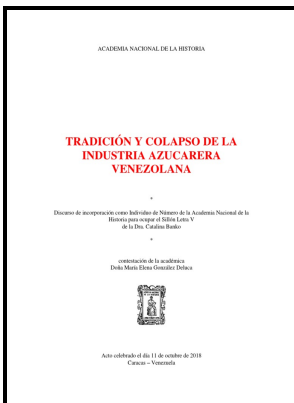 ACADEMIA NACIONAL DE LA HISTORIA
TRADICIÓN Y COLAPSO DE LA
INDUSTRIA AZUCARERA
VENEZOLANA
*
Discurso de incorporación como Individuo de Número de la Academia Nacional de la
Historia para ocupar el Sillón Letra V
de la Dra. Catalina Banko
*
contestación de la académica
Doña María Elena González Deluca
Acto celebrado el día 11 de octubre de 2018
Caracas – Venezuela